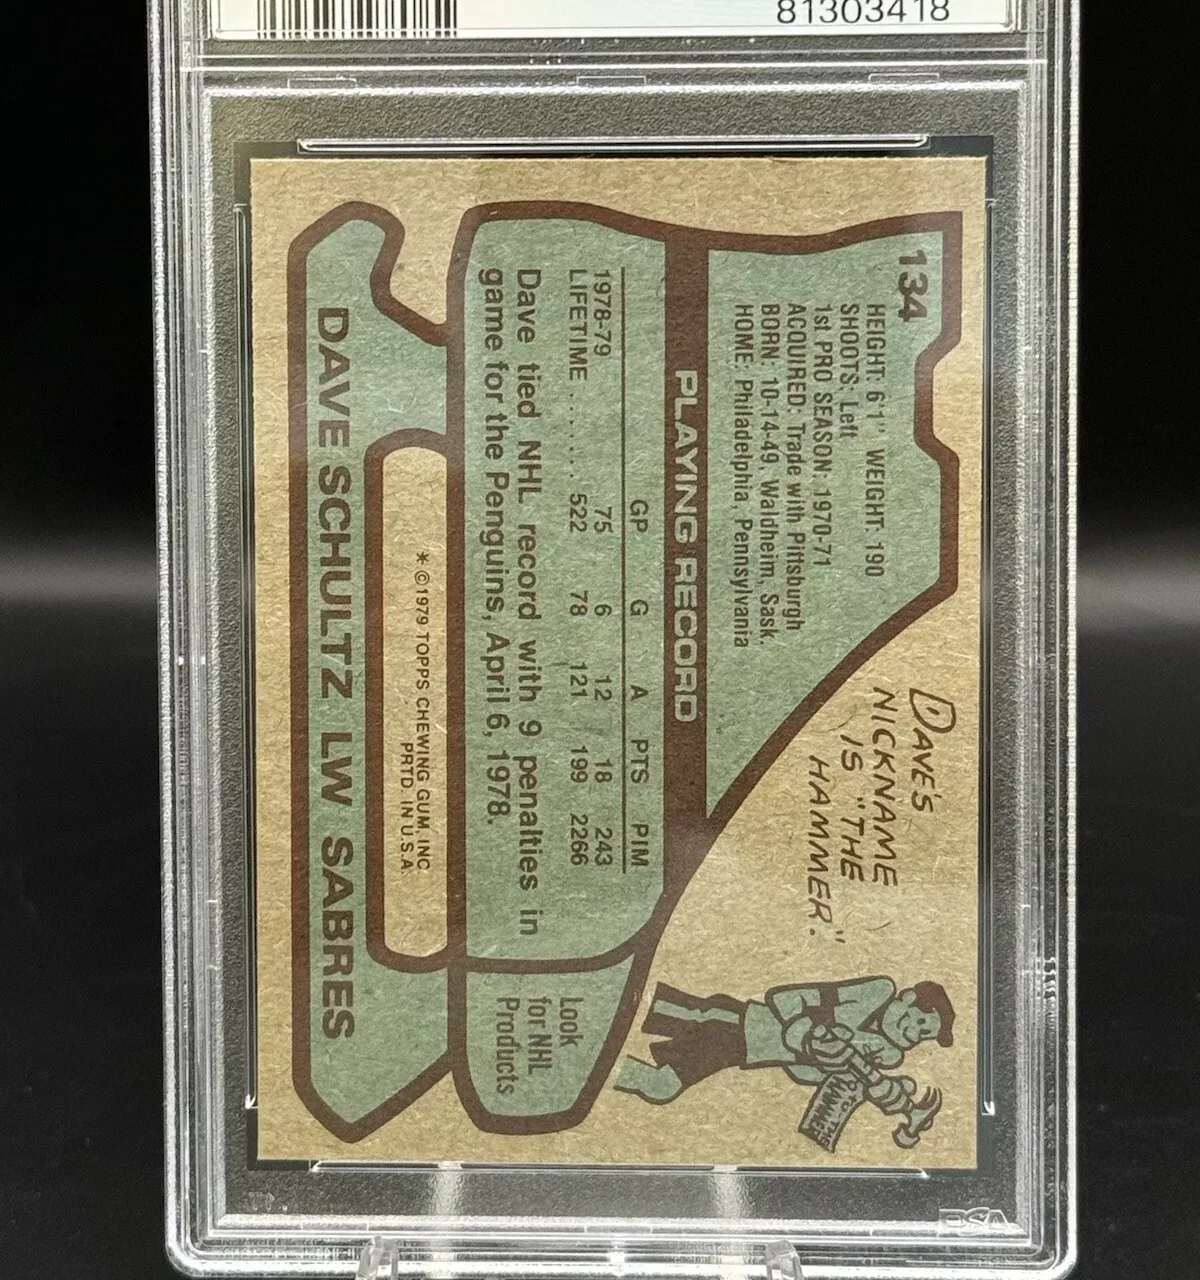 81303418
134
HEIGHT: 6'1" WEIGHT: 190
SHOOTS: Left
1st PRO SEASON: 1970-71
ACQUIRED: Trade with Pittsburgh
BORN: 10-14-49, Waldheim, Sask.
HOME: Philadelphia, Pennsylvania
DAVE'S
NICKNAME
IS "THE
HAMMER."
TO: THE HAMMER
PLAYING RECORD
GP G A PTS PIM
1978-79 75 6 12 18 243
LIFETIME ....... 522 78 121 199 2266
Dave tied NHL record with 9 penalties in
game for the Penguins, April 6, 1978.
Look
for NHL
Products
* ©1979 TOPPS CHEWING GUM, INC
PRTD. IN U.S.A.
DAVE SCHULTZ LW SABRES
PSA